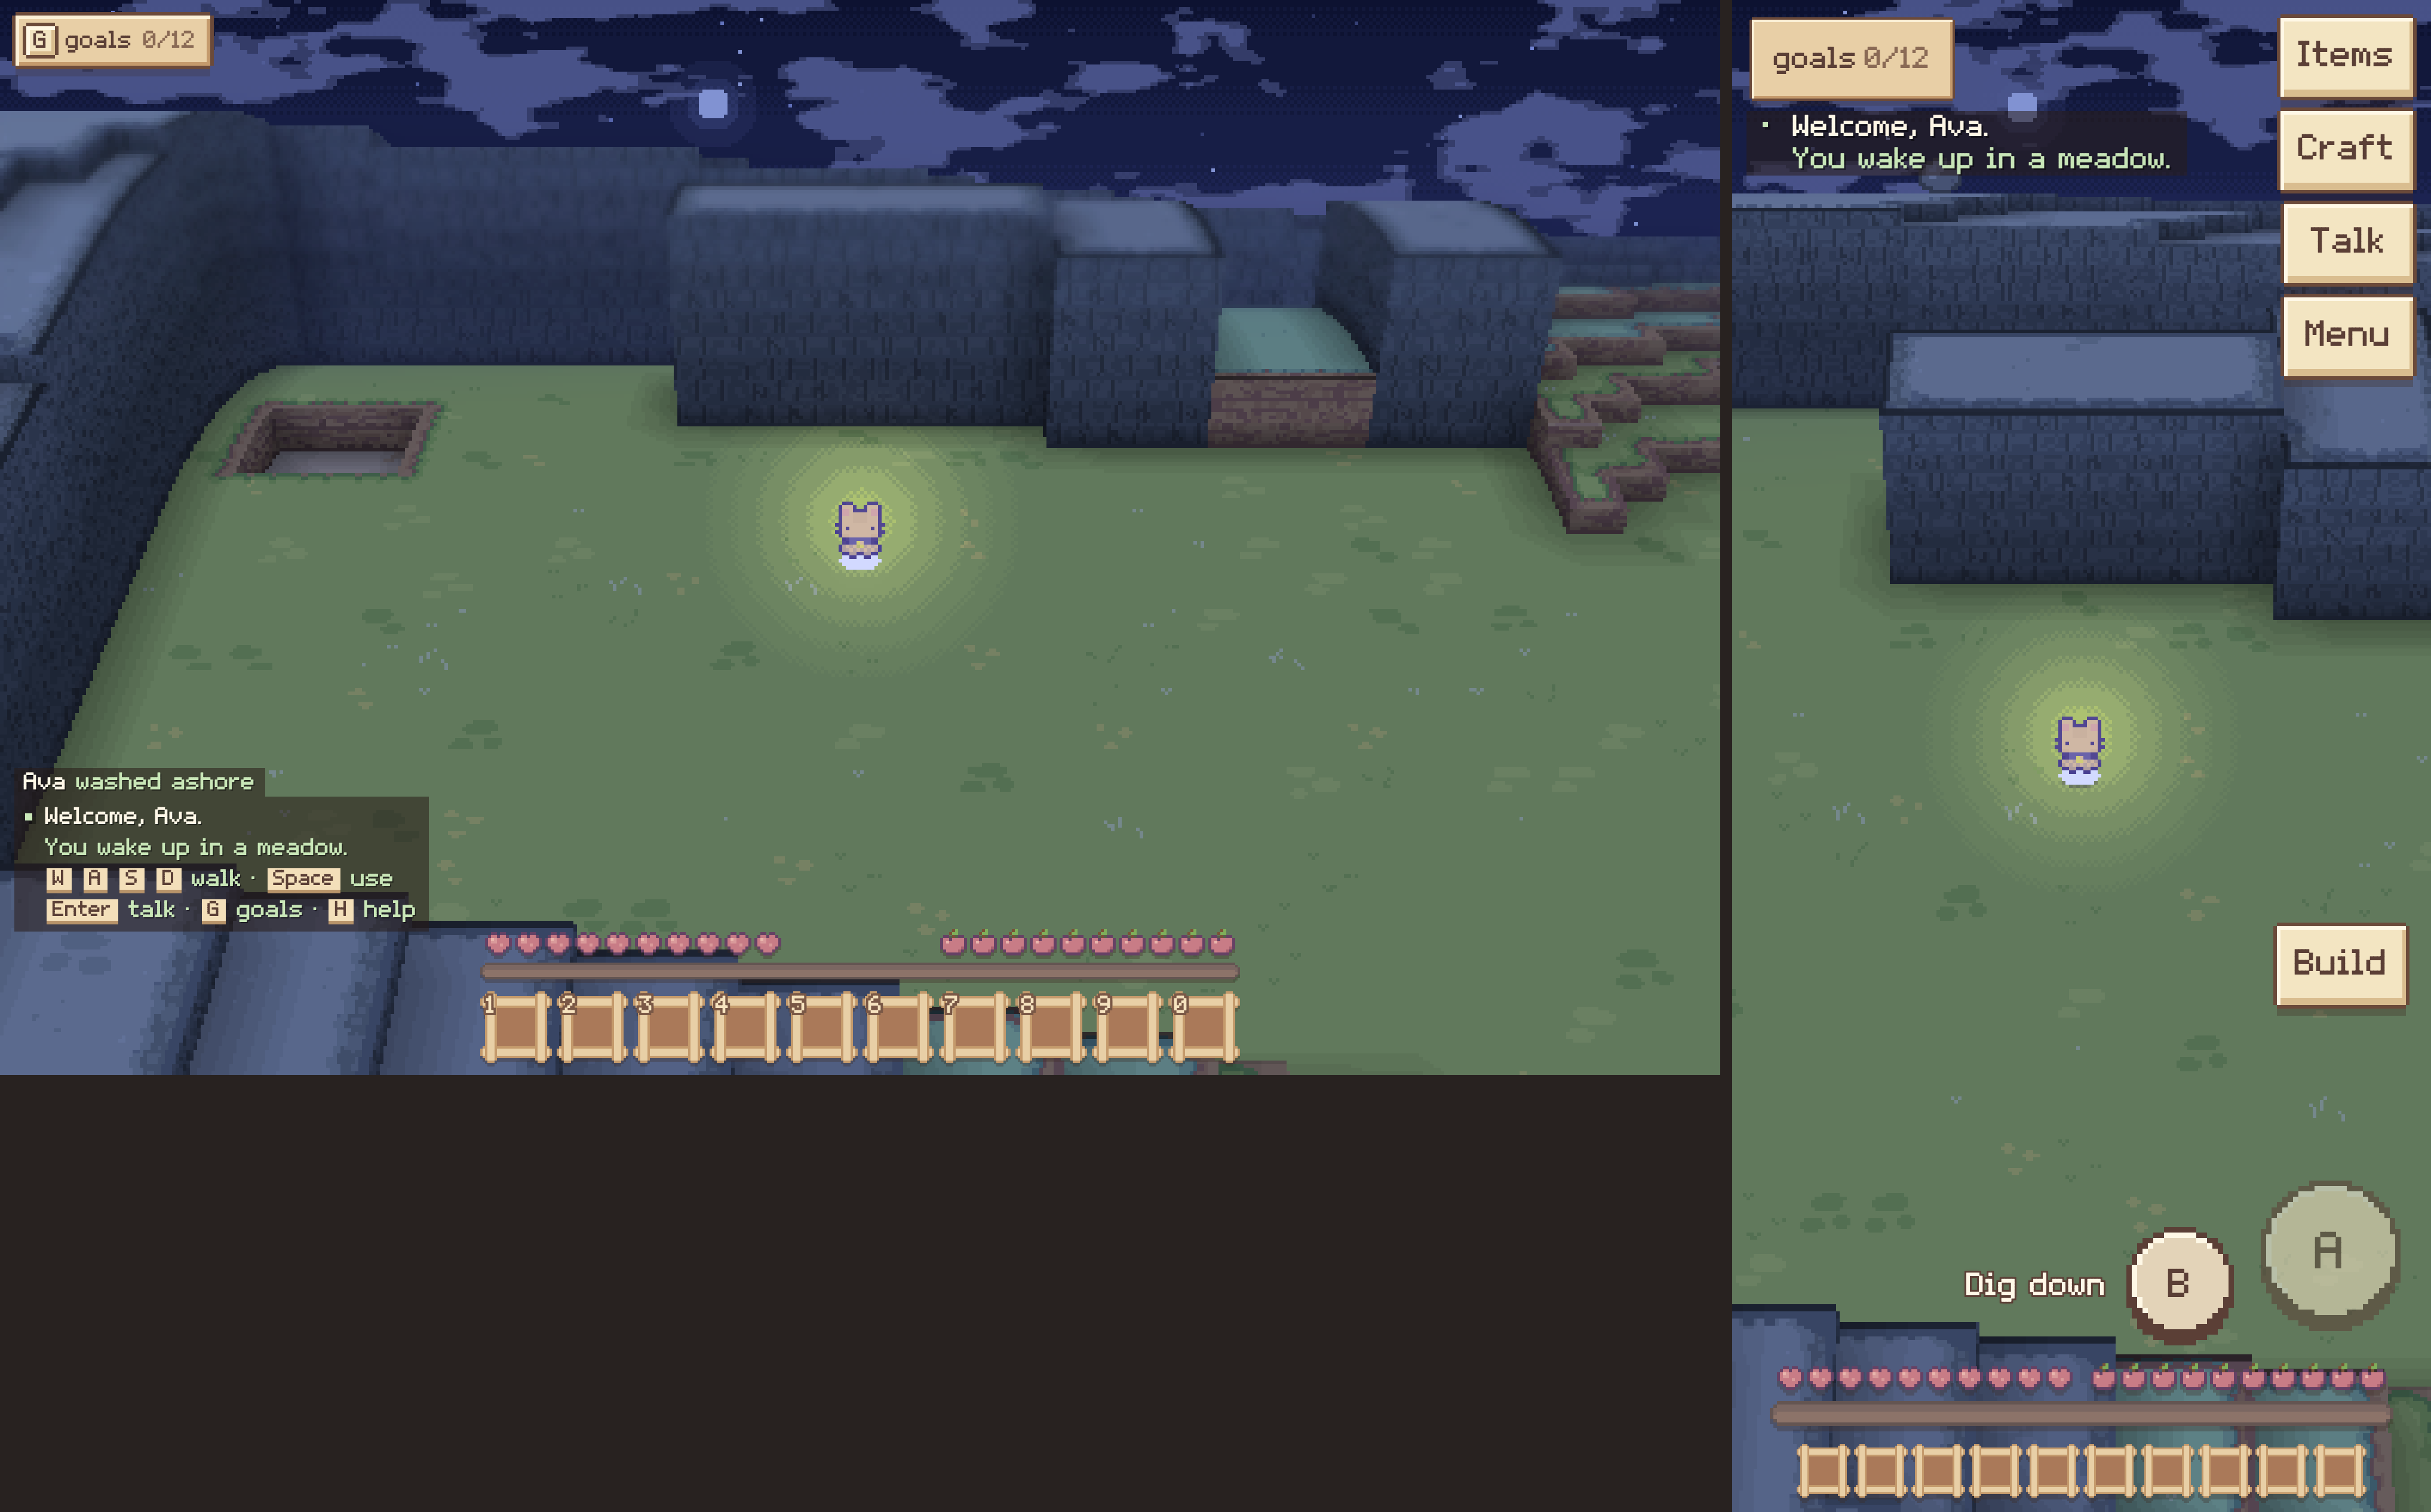 G goals 0/12
Ava washed ashore
▪ Welcome, Ava.
You wake up in a meadow.
W A S D walk · Space use
Enter talk · G goals · H help
1 2 3 4 5 6 7 8 9 0
goals 0/12
Items
▪ Welcome, Ava.
You wake up in a meadow.
Craft
Talk
Menu
Build
A
Dig down B